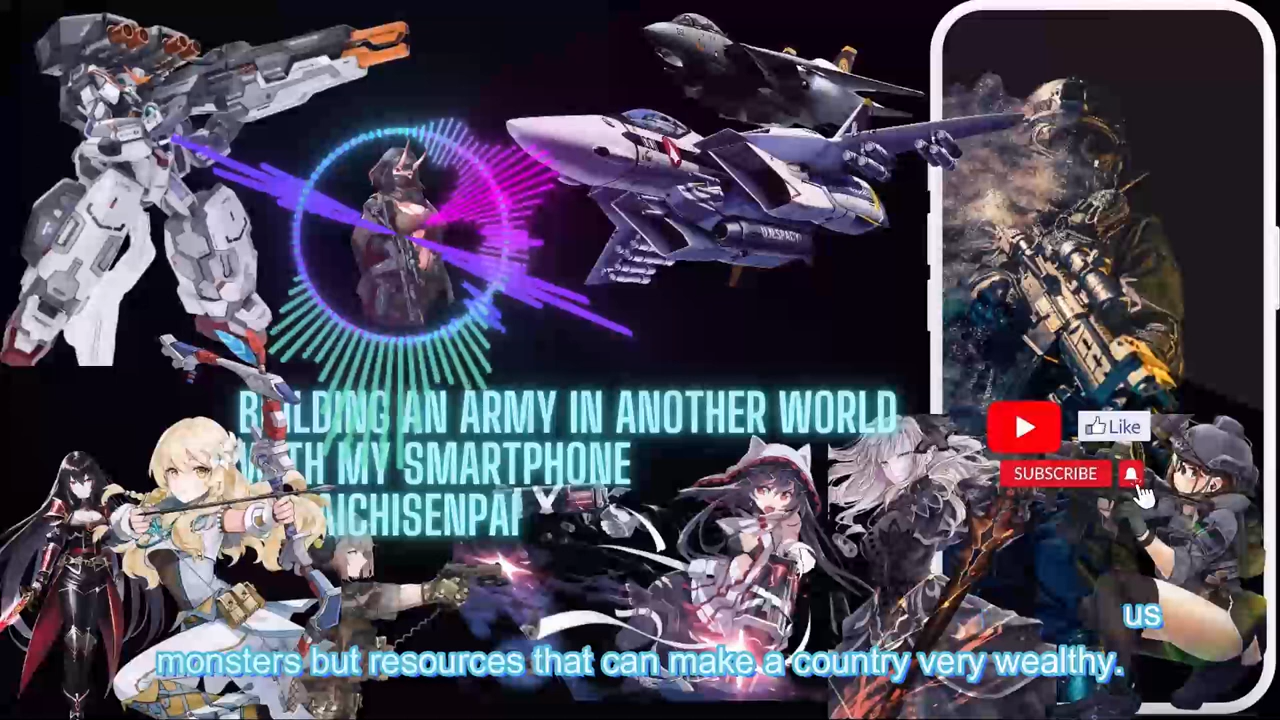 BUILDING AN ARMY IN ANOTHER WORLD
WITH MY SMARTPHONE
U.N.SPACY
Like
SUBSCRIBE
us
monsters but resources that can make a country very wealthy.